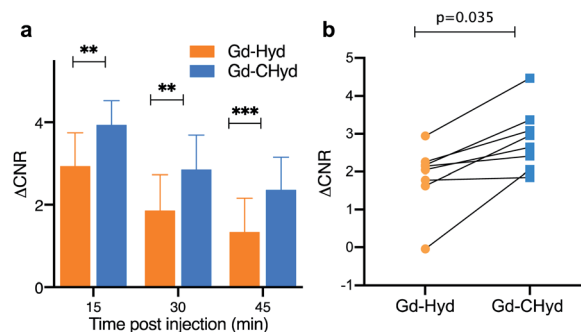 a
Gd-Hyd
Gd-CHyd
**
**
***
ΔCNR
4
2
0
15 30 45
Time post injection (min)
b
p=0.035
ΔCNR
5
4
3
2
1
0
-1
Gd-Hyd Gd-CHyd